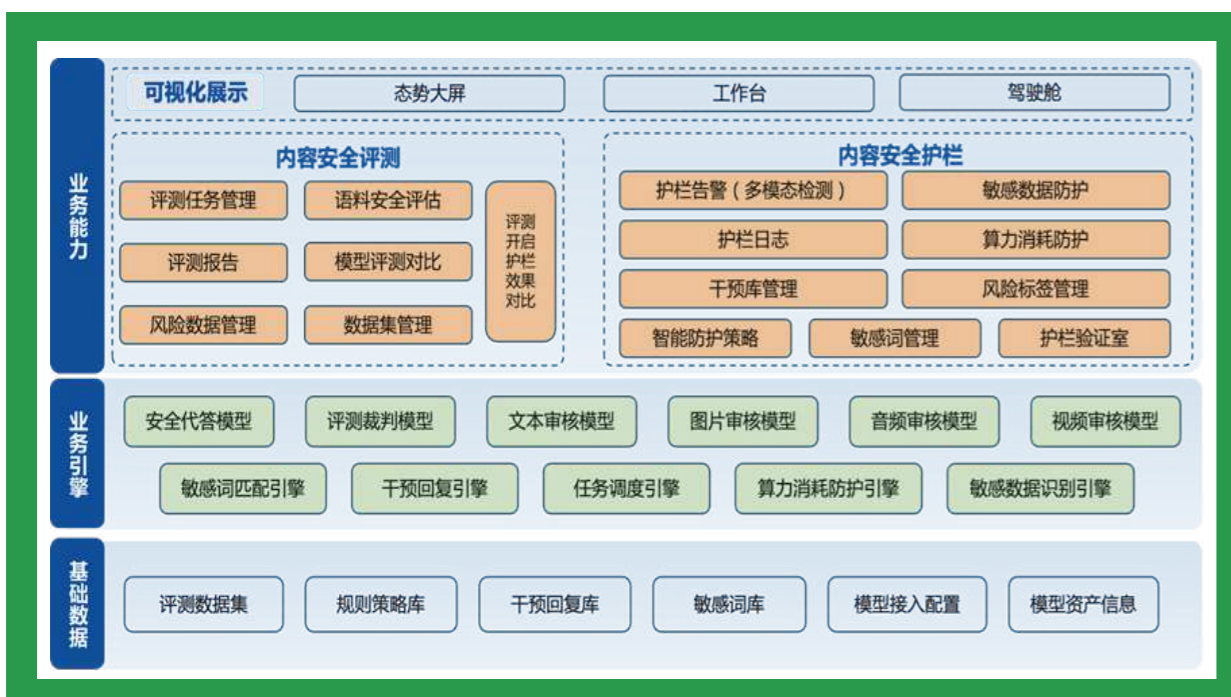 业务能力
可视化展示 态势大屏 工作台 驾驶舱
内容安全评测
评测任务管理 语料安全评估
评测报告 模型评测对比
风险数据管理 数据集管理
评测
开启
护栏
效果
对比
内容安全护栏
护栏告警(多模态检测) 敏感数据防护
护栏日志 算力消耗防护
干预库管理 风险标签管理
智能防护策略 敏感词管理 护栏验证室
业务引擎
安全代答模型 评测裁判模型 文本审核模型 图片审核模型 音频审核模型 视频审核模型
敏感词匹配引擎 干预回复引擎 任务调度引擎 算力消耗防护引擎 敏感数据识别引擎
基础数据
评测数据集 规则策略库 干预回复库 敏感词库 模型接入配置 模型资产信息